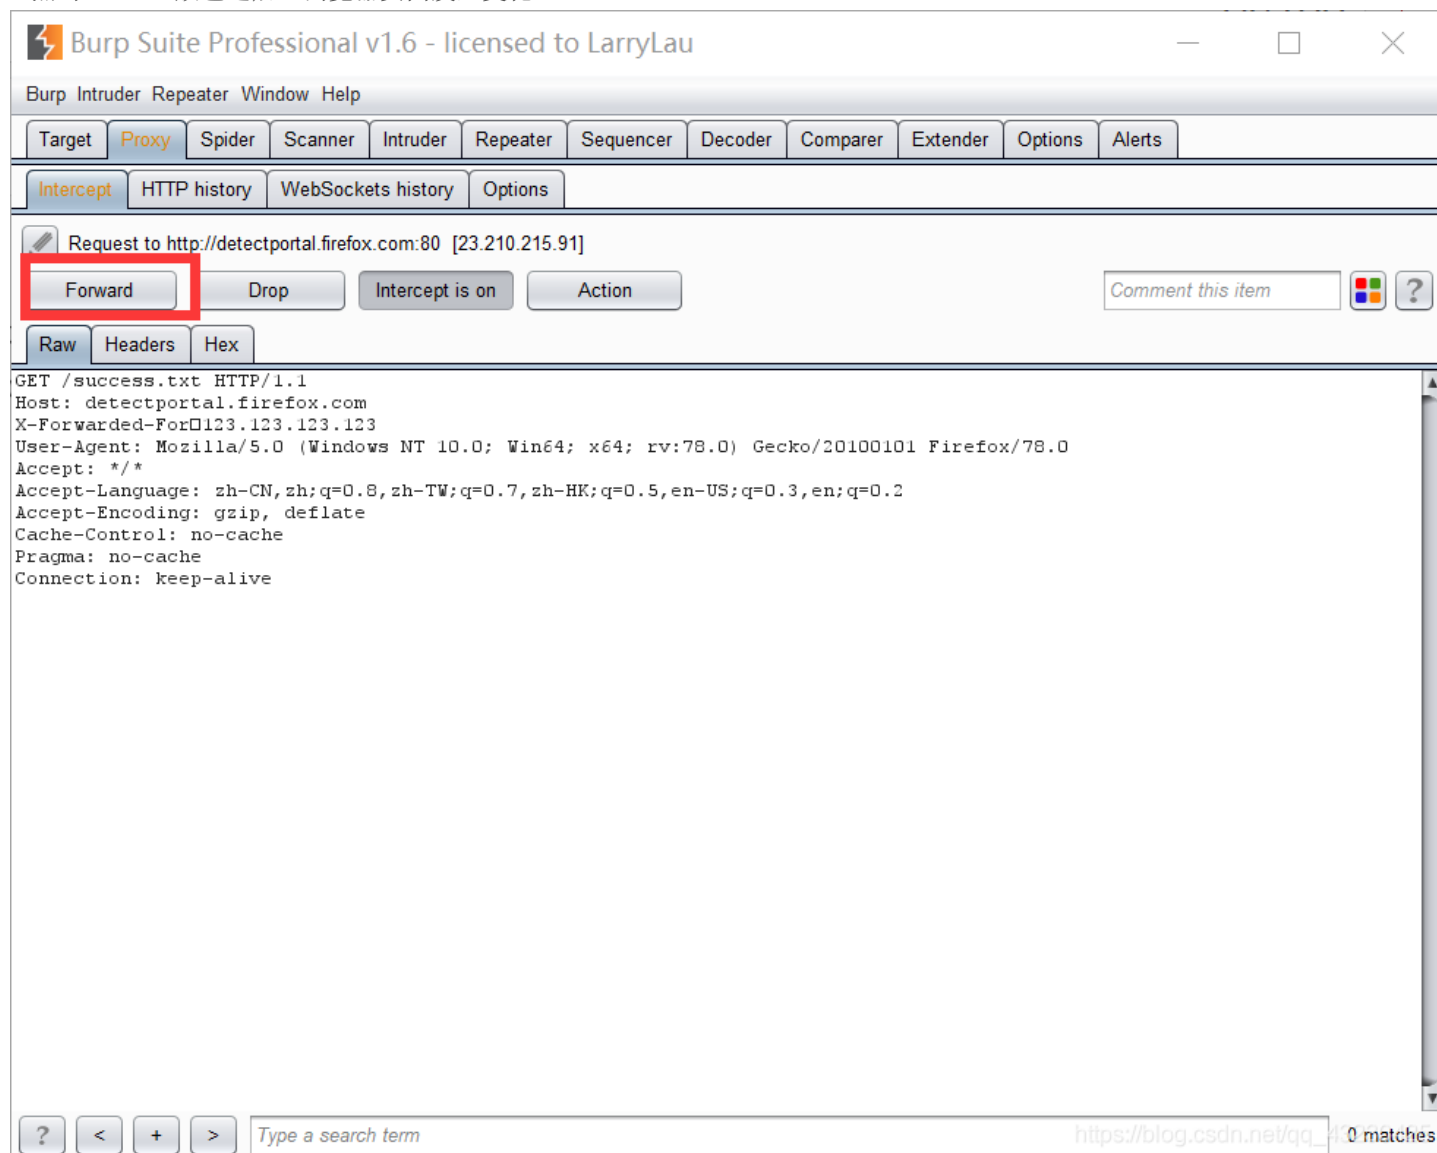 Burp Suite Professional v1.6 - licensed to LarryLau
Burp Intruder Repeater Window Help
Target Proxy Spider Scanner Intruder Repeater Sequencer Decoder Comparer Extender Options Alerts
Intercept HTTP history WebSockets history Options
Request to http://detectportal.firefox.com:80 [23.210.215.91]
Forward Drop Intercept is on Action Comment this item ?
Raw Headers Hex
GET /success.txt HTTP/1.1
Host: detectportal.firefox.com
X-Forwarded-For□123.123.123.123
User-Agent: Mozilla/5.0 (Windows NT 10.0; Win64; x64; rv:78.0) Gecko/20100101 Firefox/78.0
Accept: */*
Accept-Language: zh-CN,zh;q=0.8,zh-TW;q=0.7,zh-HK;q=0.5,en-US;q=0.3,en;q=0.2
Accept-Encoding: gzip, deflate
Cache-Control: no-cache
Pragma: no-cache
Connection: keep-alive
? < + > Type a search term 0 matches